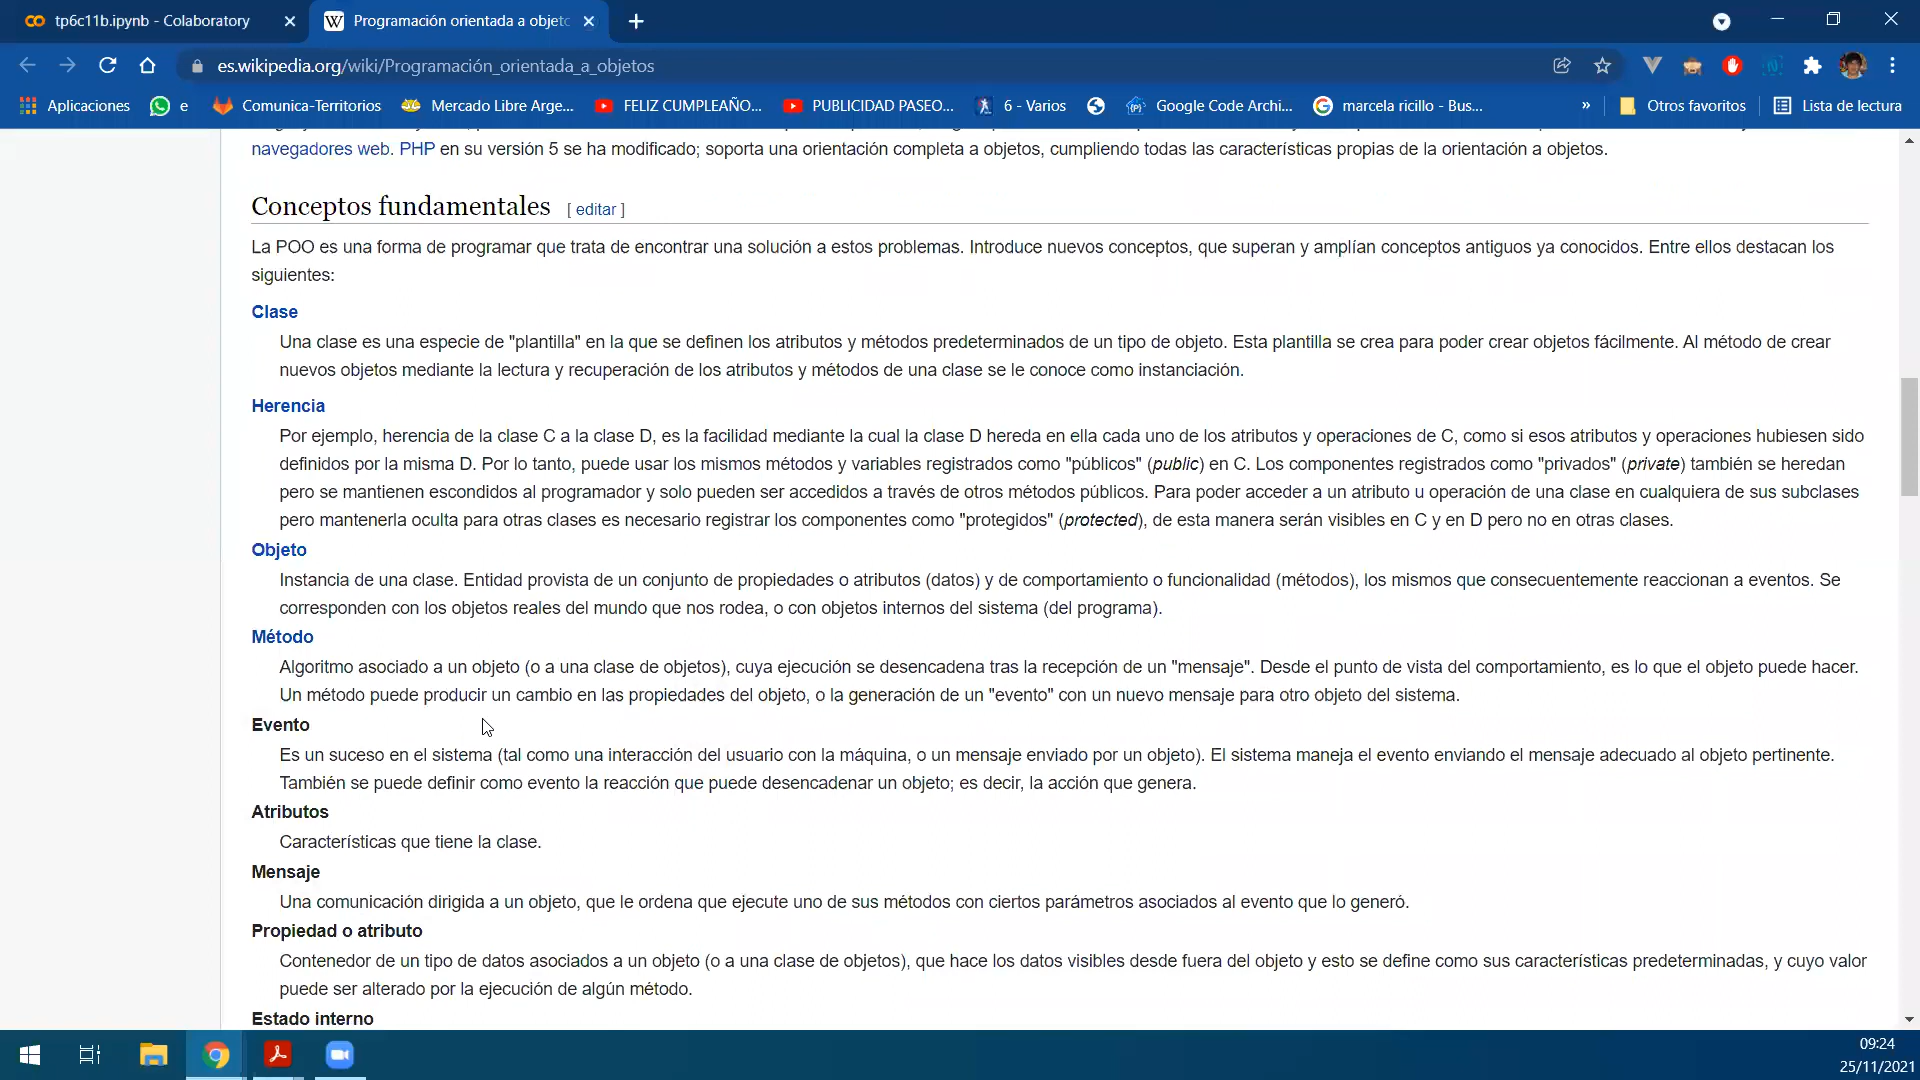 tp6c11b.ipynb - Colaboratory
Programación orientada a objeto
es.wikipedia.org/wiki/Programación_orientada_a_objetos
Aplicaciones
e
Comunica-Territorios
Mercado Libre Arge...
FELIZ CUMPLEAÑO...
PUBLICIDAD PASEO...
6 - Varios
Google Code Archi...
marcela ricillo - Bus...
»
Otros favoritos
Lista de lectura
navegadores web. PHP en su versión 5 se ha modificado; soporta una orientación completa a objetos, cumpliendo todas las características propias de la orientación a objetos.
Conceptos fundamentales [ editar ]
La POO es una forma de programar que trata de encontrar una solución a estos problemas. Introduce nuevos conceptos, que superan y amplían conceptos antiguos ya conocidos. Entre ellos destacan los
siguientes:
Clase
Una clase es una especie de "plantilla" en la que se definen los atributos y métodos predeterminados de un tipo de objeto. Esta plantilla se crea para poder crear objetos fácilmente. Al método de crear
nuevos objetos mediante la lectura y recuperación de los atributos y métodos de una clase se le conoce como instanciación.
Herencia
Por ejemplo, herencia de la clase C a la clase D, es la facilidad mediante la cual la clase D hereda en ella cada uno de los atributos y operaciones de C, como si esos atributos y operaciones hubiesen sido
definidos por la misma D. Por lo tanto, puede usar los mismos métodos y variables registrados como "públicos" (public) en C. Los componentes registrados como "privados" (private) también se heredan
pero se mantienen escondidos al programador y solo pueden ser accedidos a través de otros métodos públicos. Para poder acceder a un atributo u operación de una clase en cualquiera de sus subclases
pero mantenerla oculta para otras clases es necesario registrar los componentes como "protegidos" (protected), de esta manera serán visibles en C y en D pero no en otras clases.
Objeto
Instancia de una clase. Entidad provista de un conjunto de propiedades o atributos (datos) y de comportamiento o funcionalidad (métodos), los mismos que consecuentemente reaccionan a eventos. Se
corresponden con los objetos reales del mundo que nos rodea, o con objetos internos del sistema (del programa).
Método
Algoritmo asociado a un objeto (o a una clase de objetos), cuya ejecución se desencadena tras la recepción de un "mensaje". Desde el punto de vista del comportamiento, es lo que el objeto puede hacer.
Un método puede producir un cambio en las propiedades del objeto, o la generación de un "evento" con un nuevo mensaje para otro objeto del sistema.
Evento
Es un suceso en el sistema (tal como una interacción del usuario con la máquina, o un mensaje enviado por un objeto). El sistema maneja el evento enviando el mensaje adecuado al objeto pertinente.
También se puede definir como evento la reacción que puede desencadenar un objeto; es decir, la acción que genera.
Atributos
Características que tiene la clase.
Mensaje
Una comunicación dirigida a un objeto, que le ordena que ejecute uno de sus métodos con ciertos parámetros asociados al evento que lo generó.
Propiedad o atributo
Contenedor de un tipo de datos asociados a un objeto (o a una clase de objetos), que hace los datos visibles desde fuera del objeto y esto se define como sus características predeterminadas, y cuyo valor
puede ser alterado por la ejecución de algún método.
Estado interno
09:24
25/11/2021